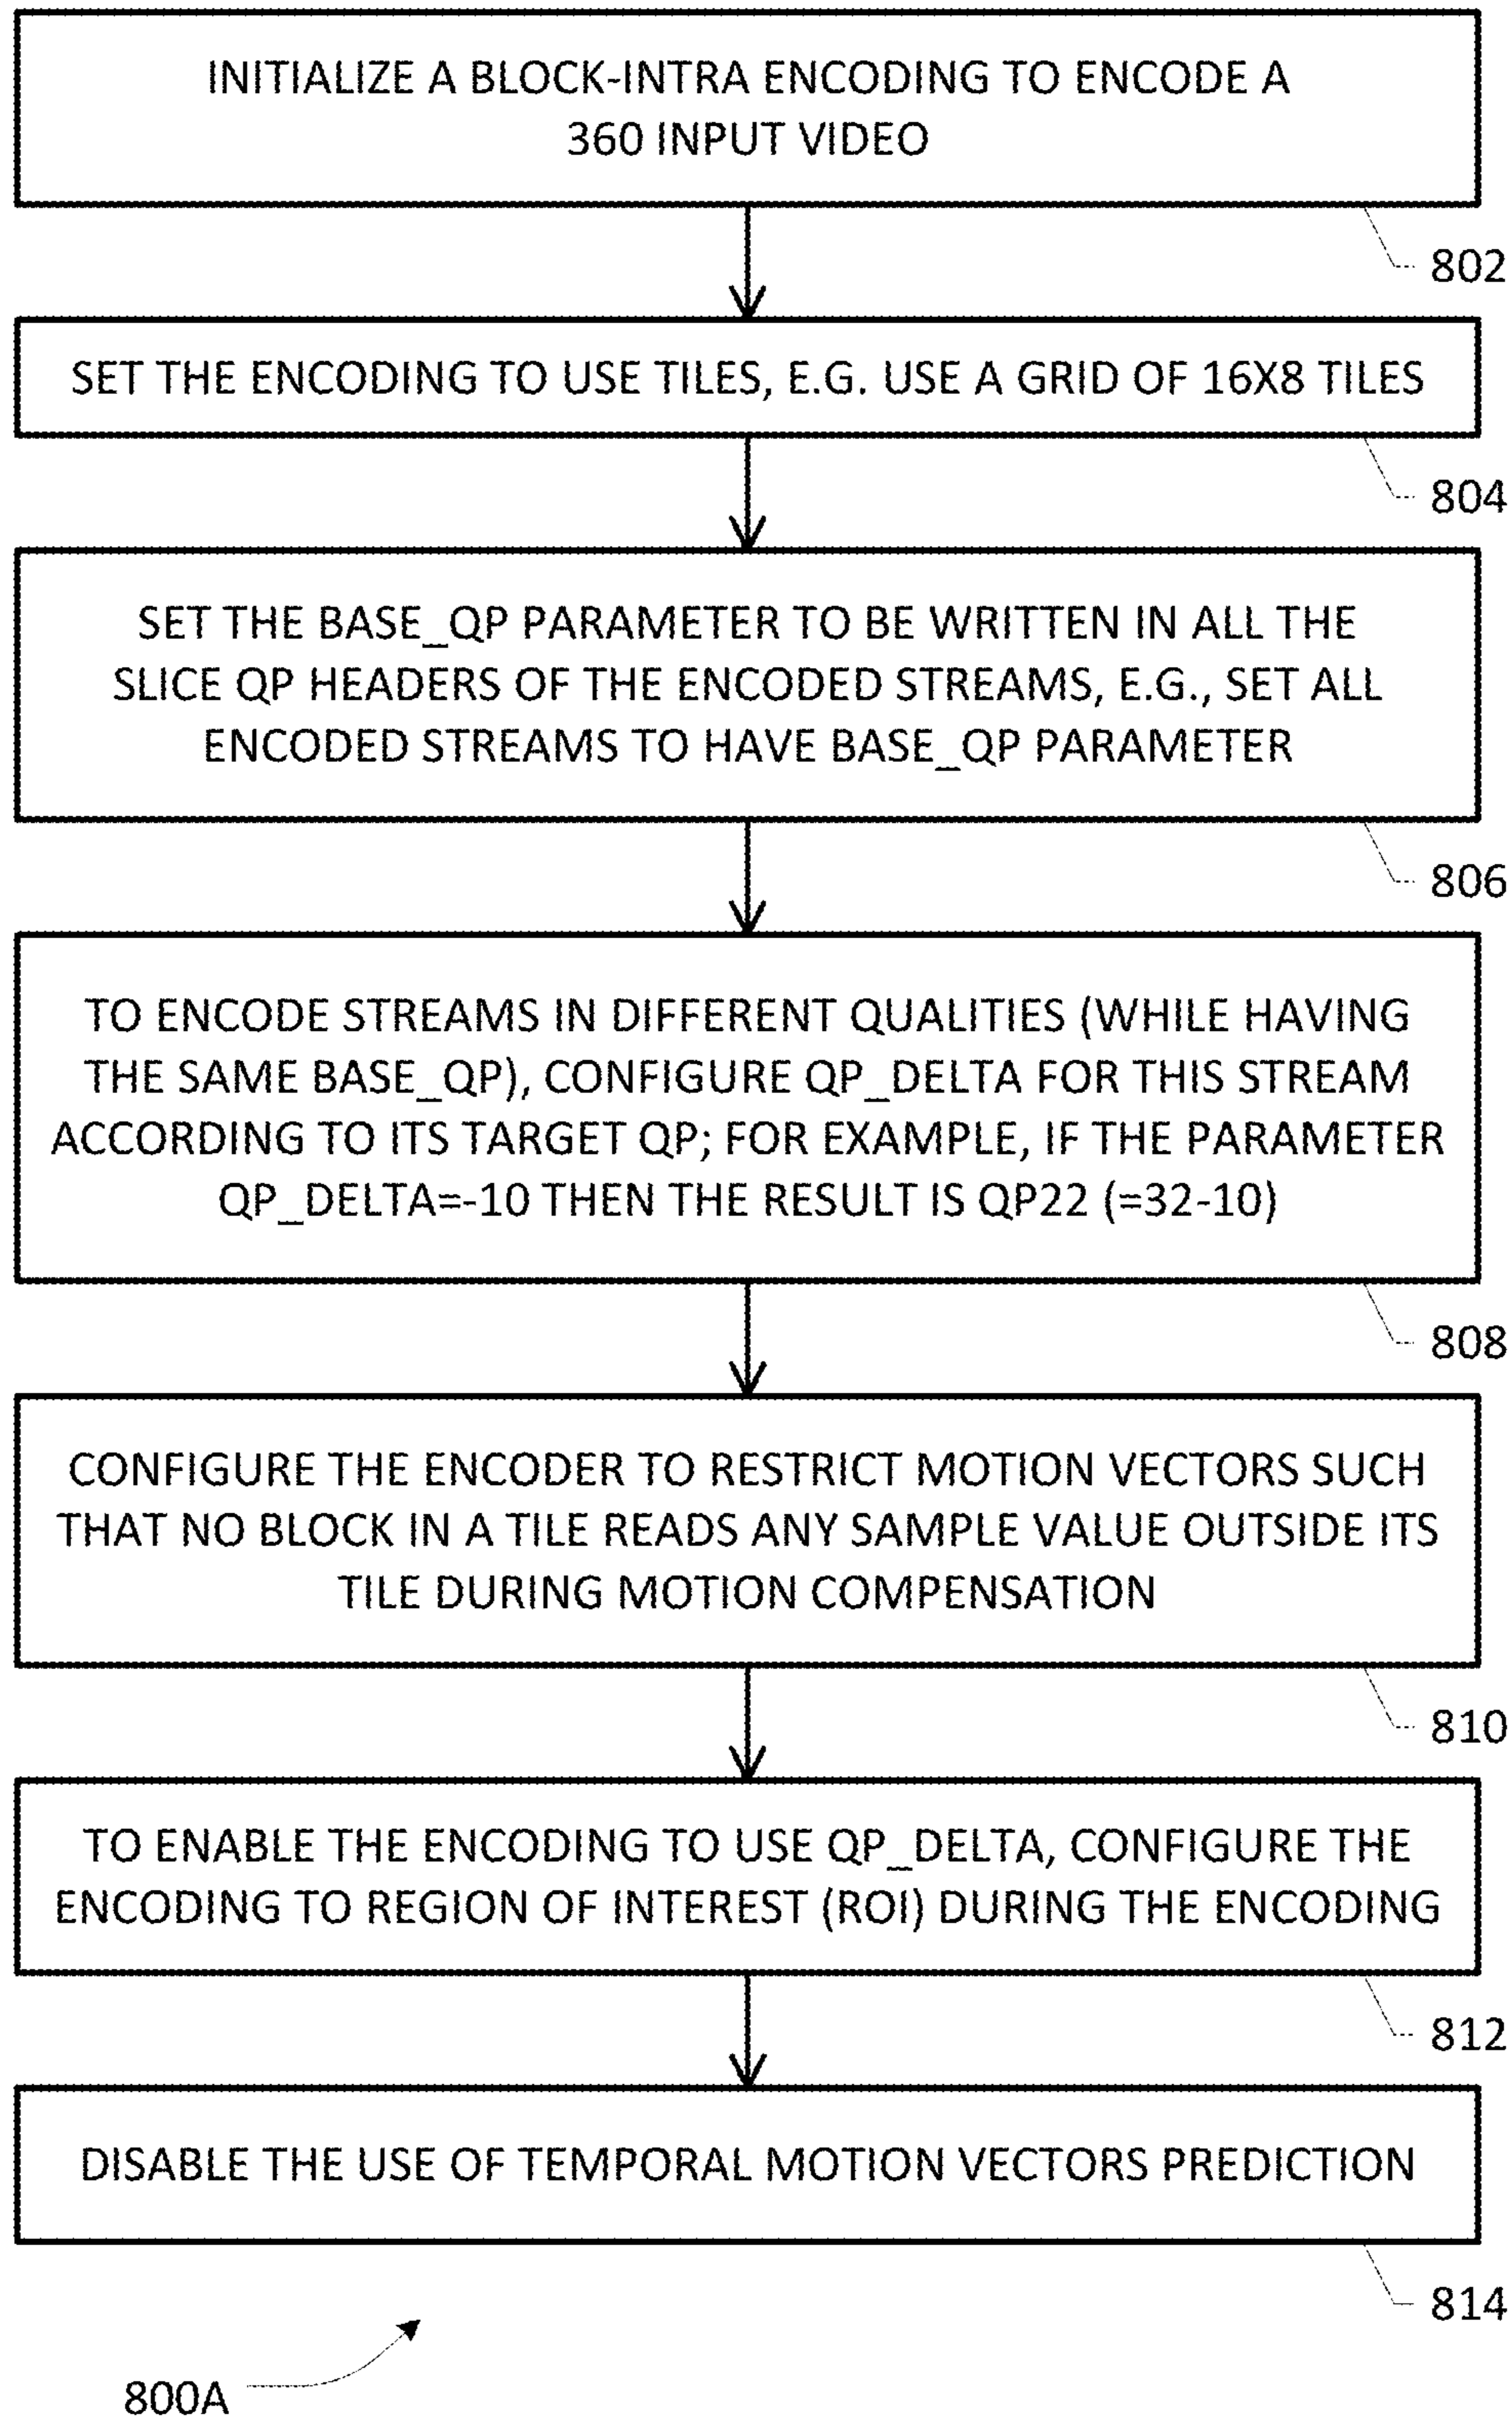 INITIALIZE A BLOCK-INTRA ENCODING TO ENCODE A
360 INPUT VIDEO
802
SET THE ENCODING TO USE TILES, E.G. USE A GRID OF 16X8 TILES
804
SET THE BASE_QP PARAMETER TO BE WRITTEN IN ALL THE
SLICE QP HEADERS OF THE ENCODED STREAMS, E.G., SET ALL
ENCODED STREAMS TO HAVE BASE_QP PARAMETER
806
TO ENCODE STREAMS IN DIFFERENT QUALITIES (WHILE HAVING
THE SAME BASE_QP), CONFIGURE QP_DELTA FOR THIS STREAM
ACCORDING TO ITS TARGET QP; FOR EXAMPLE, IF THE PARAMETER
QP_DELTA=-10 THEN THE RESULT IS QP22 (=32-10)
808
CONFIGURE THE ENCODER TO RESTRICT MOTION VECTORS SUCH
THAT NO BLOCK IN A TILE READS ANY SAMPLE VALUE OUTSIDE ITS
TILE DURING MOTION COMPENSATION
810
TO ENABLE THE ENCODING TO USE QP_DELTA, CONFIGURE THE
ENCODING TO REGION OF INTEREST (ROI) DURING THE ENCODING
812
DISABLE THE USE OF TEMPORAL MOTION VECTORS PREDICTION
814
800A